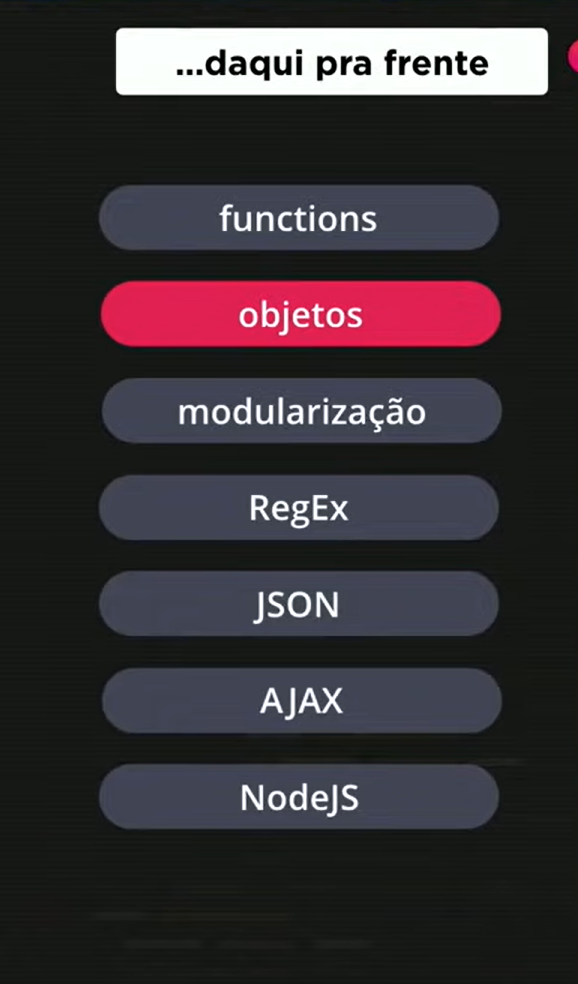 ...daqui pra frente
functions
objetos
modularização
RegEx
JSON
AJAX
NodeJS